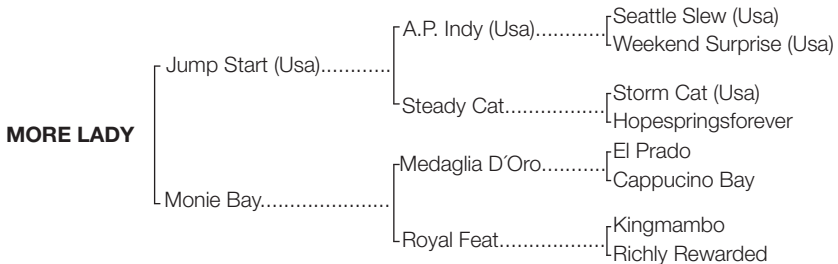 Seattle Slew (Usa)
A.P. Indy (Usa)............
Weekend Surprise (Usa)
Jump Start (Usa)............
Storm Cat (Usa)
Steady Cat..................
Hopespringsforever
MORE LADY
El Prado
Medaglia D´Oro...........
Cappucino Bay
Monie Bay......................
Kingmambo
Royal Feat..................
Richly Rewarded